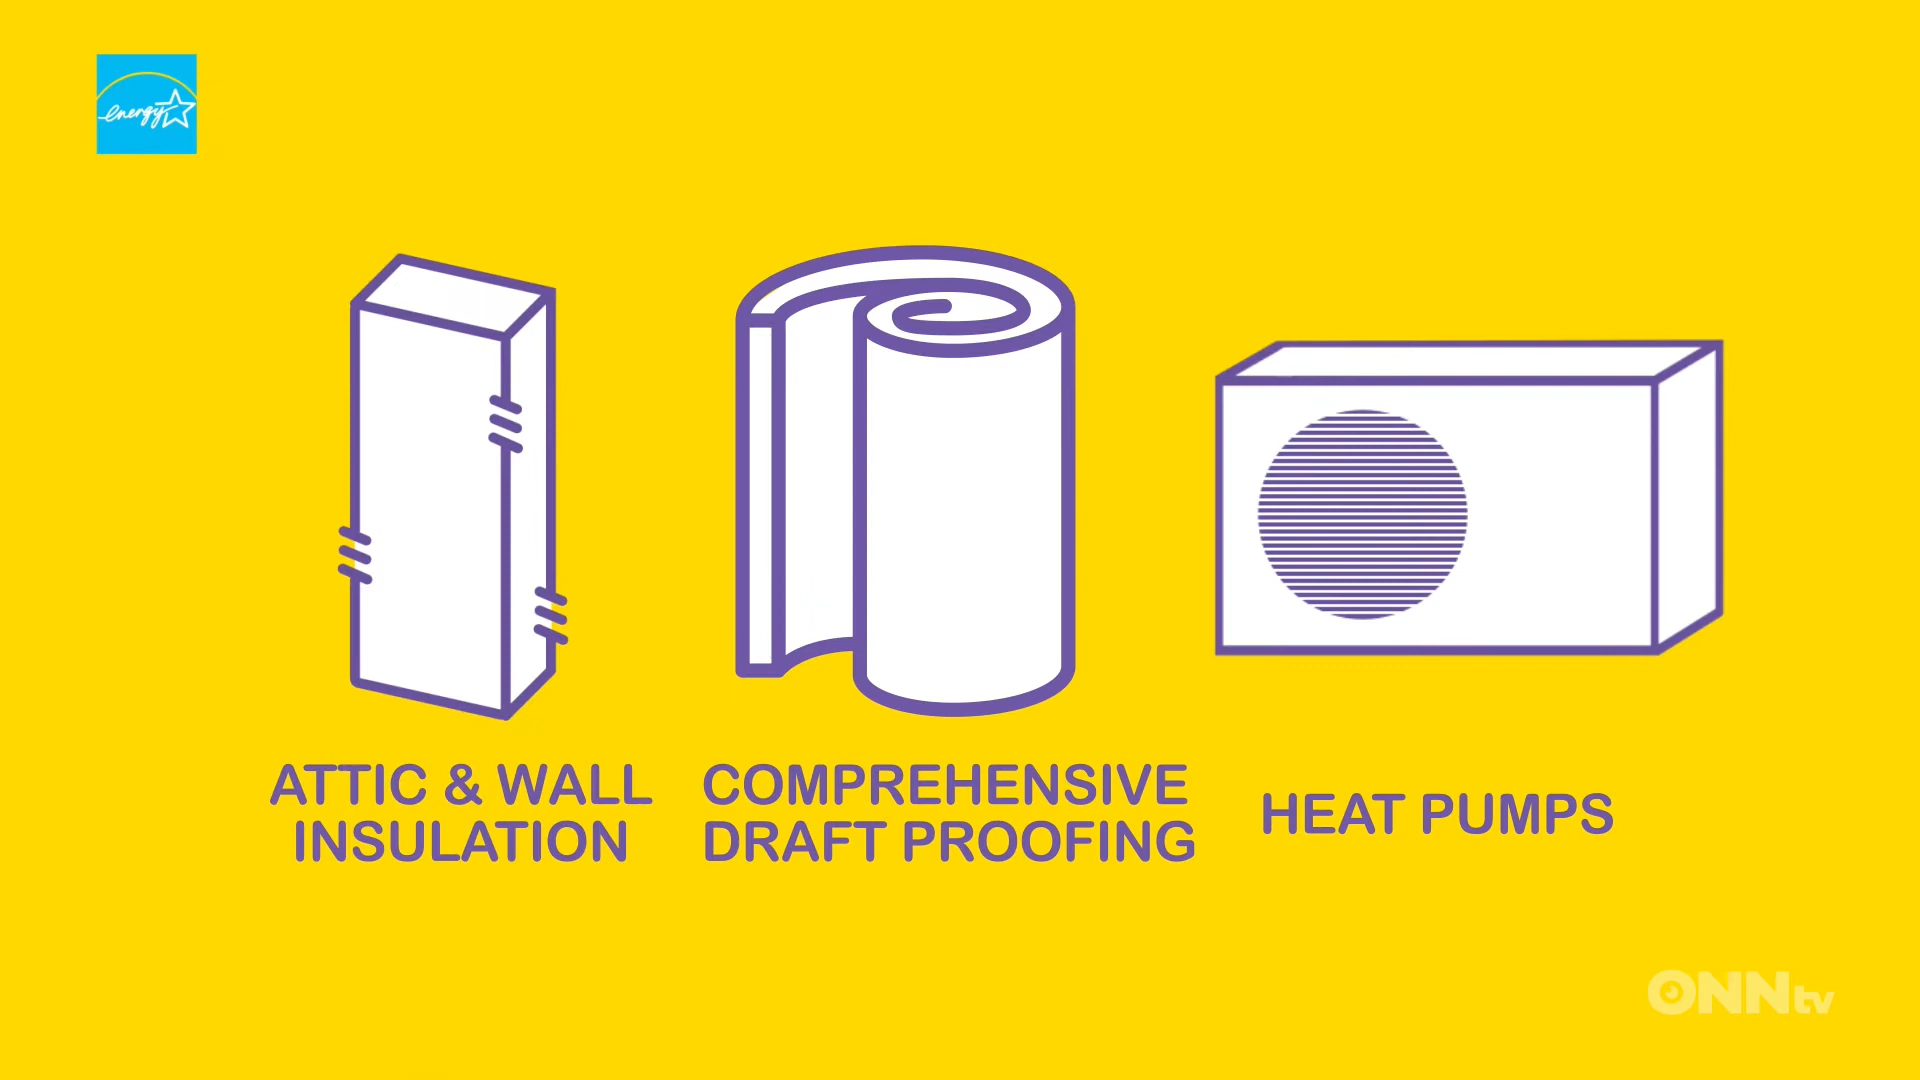 energy
ATTIC & WALL
INSULATION
COMPREHENSIVE
DRAFT PROOFING
HEAT PUMPS
ONNtv